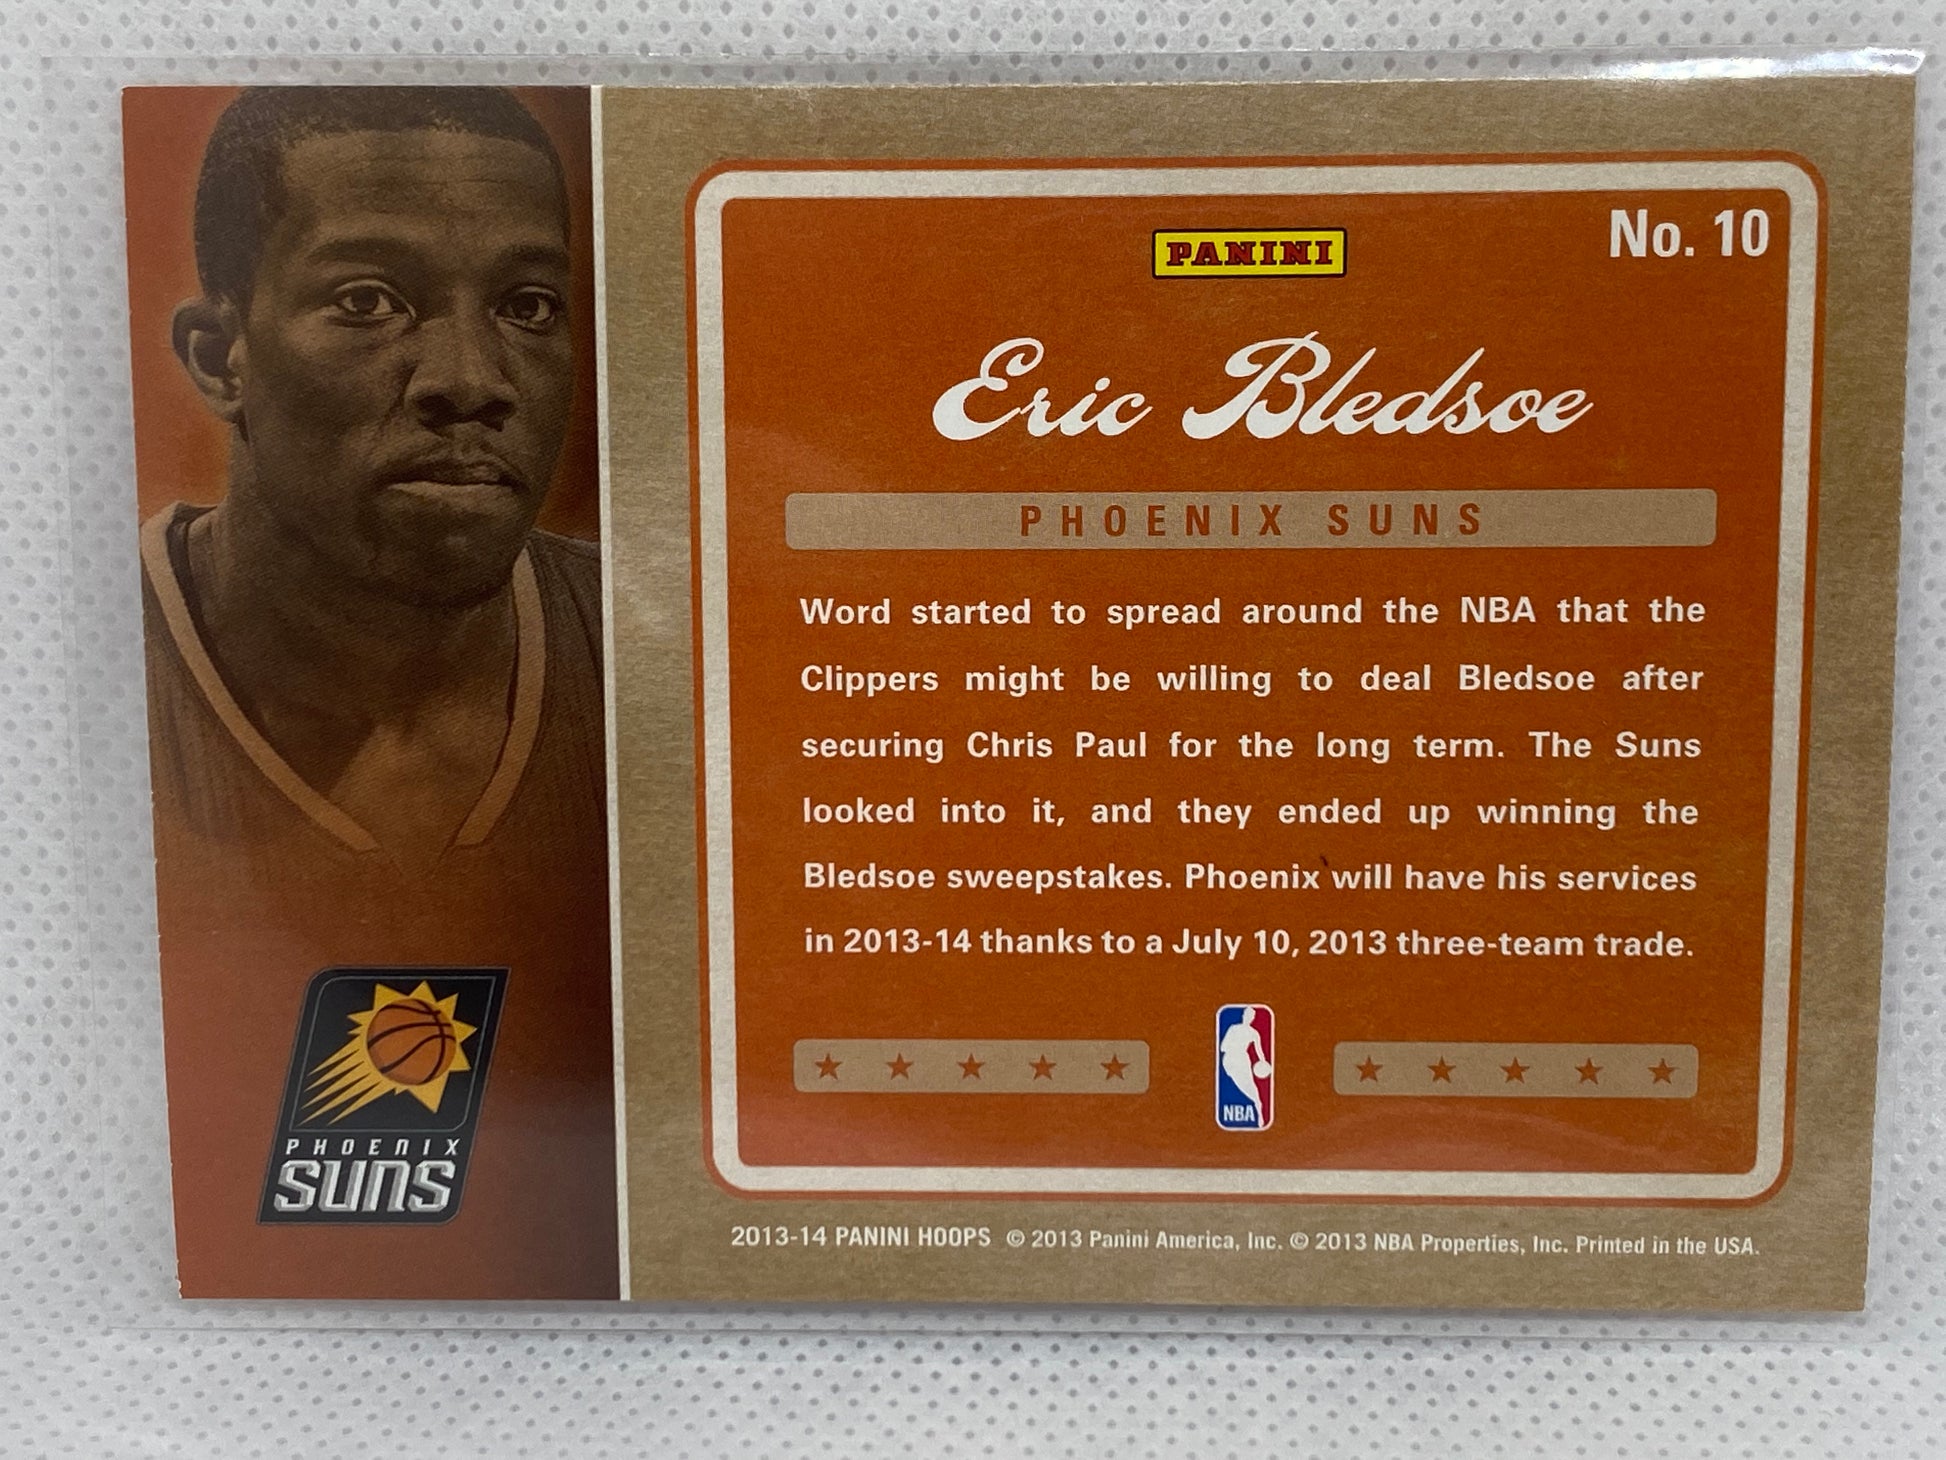 No. 10
PANINI
Eric Bledsoe
PHOENIX SUNS
Word started to spread around the NBA that the
Clippers might be willing to deal Bledsoe after
securing Chris Paul for the long term. The Suns
looked into it, and they ended up winning the
Bledsoe sweepstakes. Phoenix will have his services
in 2013-14 thanks to a July 10, 2013 three-team trade.
NBA
PHOENIX
SUNS
2013-14 PANINI HOOPS © 2013 Panini America, Inc. © 2013 NBA Properties, Inc. Printed in the USA.